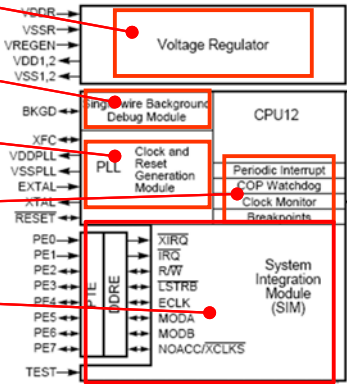 VDDR
VSSR
VREGEN
VDD1,2
VSS1,2
Voltage Regulator
BKGD
Single-wire Background
Debug Module
CPU12
XFC
VDDPLL
VSSPLL
EXTAL
XTAL
RESET
PLL
Clock and
Reset
Generation
Module
Periodic Interrupt
COP Watchdog
Clock Monitor
Breakpoints
PE0
PE1
PE2
PE3
PE4
PE5
PE6
PE7
TEST
PTE
DDRE
XIRQ
IRQ
R/W
LSTRB
ECLK
MODA
MODB
NOACC/XCLKS
System
Integration
Module
(SIM)